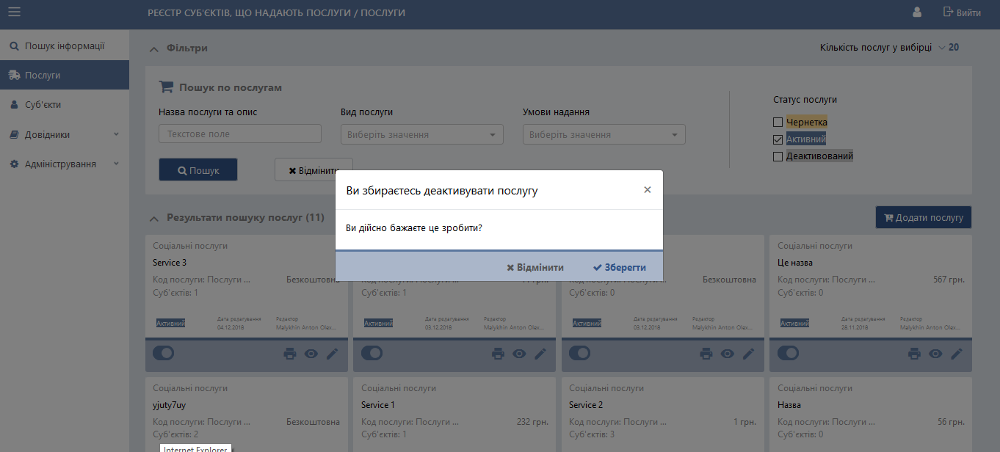 РЕЄСТР СУБ'ЄКТІВ, ЩО НАДАЮТЬ ПОСЛУГИ / ПОСЛУГИ
Вийти
Пошук інформації
Послуги
Суб'єкти
Довідники
Адміністрування
Фільтри
Кількість послуг у вибірці 20
Пошук по послугам
Назва послуги та опис
Вид послуги
Умови надання
Текстове поле
Виберіть значення
Виберіть значення
Статус послуги
Чернетка
Активний
Деактивований
Пошук
Відмінити
Ви збираєтесь деактивувати послугу
Ви дійсно бажаєте це зробити?
Відмінити
Зберегти
Результати пошуку послуг (11)
Додати послугу
Соціальні послуги
Service 3
Код послуги: Послуги ...
Безкоштовна
Суб'єктів: 1
Активний
Дата редагування
04.12.2018
Редактор
Malykhin Anton Olex...
Суб'єктів: 1
Активний
Дата редагування
03.12.2018
Редактор
Malykhin Anton Olex...
Безкоштовна
Суб'єктів: 0
Активний
Дата редагування
03.12.2018
Редактор
Malykhin Anton Olex...
Соціальні послуги
Це назва
Код послуги: Послуги ...
567 грн.
Суб'єктів: 0
Активний
Дата редагування
28.11.2018
Редактор
Malykhin Anton Olex...
Соціальні послуги
yjuty7uy
Код послуги: Послуги ...
Безкоштовна
Суб'єктів: 2
Соціальні послуги
Service 1
Код послуги: Послуги ...
232 грн.
Суб'єктів: 1
Соціальні послуги
Service 2
Код послуги: Послуги ...
1 грн.
Суб'єктів: 3
Соціальні послуги
Назва
Код послуги: Послуги ...
56 грн.
Суб'єктів: 0
Internet Explorer